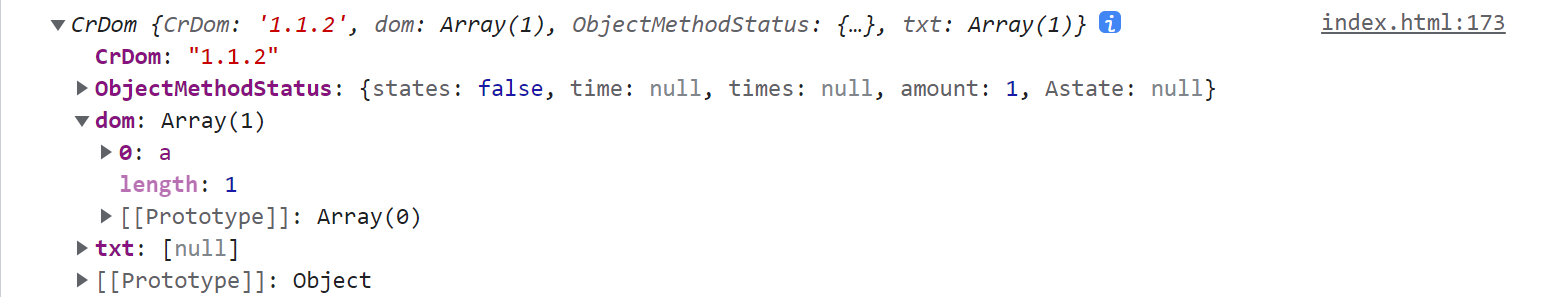 CrDom {CrDom: '1.1.2', dom: Array(1), ObjectMethodStatus: {…}, txt: Array(1)} i index.html:173
CrDom: "1.1.2"
ObjectMethodStatus: {states: false, time: null, times: null, amount: 1, Astate: null}
dom: Array(1)
0: a
length: 1
[[Prototype]]: Array(0)
txt: [null]
[[Prototype]]: Object